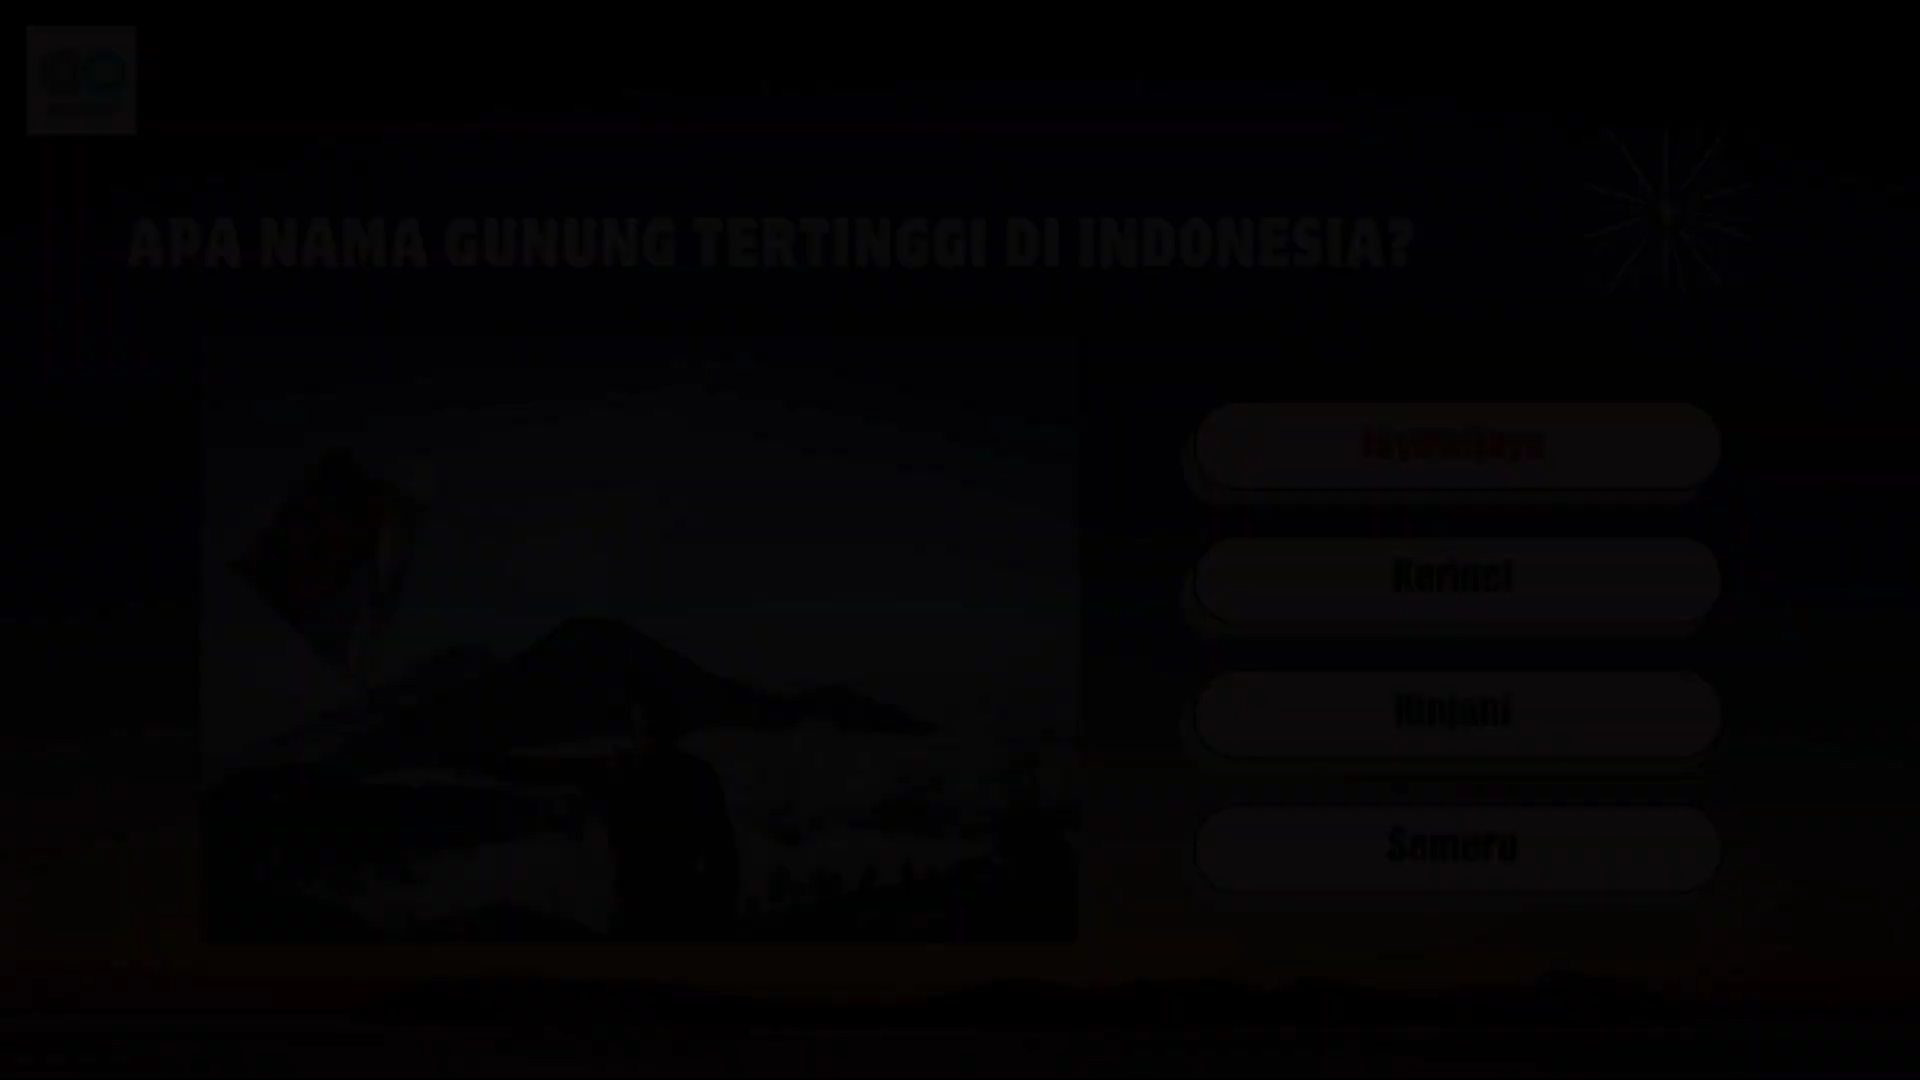 APA NAMA GUNUNG TERTINGGI DI INDONESIA?
Jayawijaya
Kerinci
Rinjani
Semeru